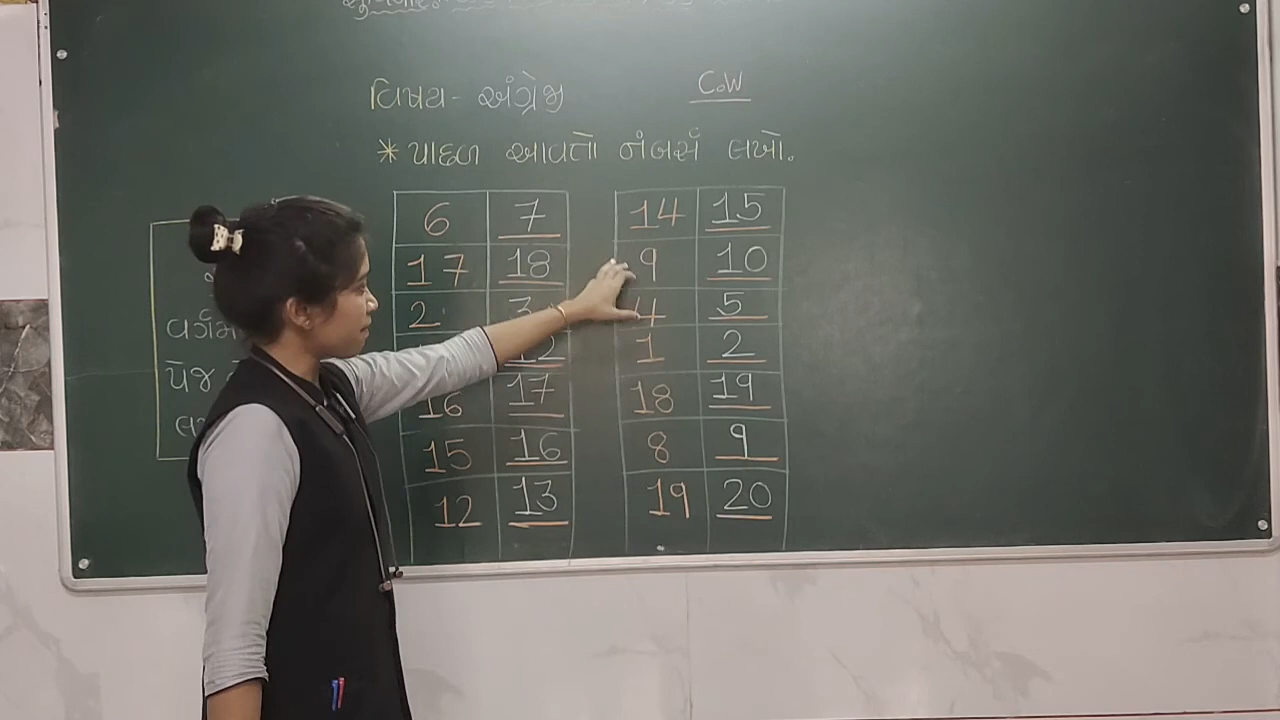 વિષય- અંગ્રેજી C.W
* પાછળ આવતો નંબર્સ લખો.
6 7 14 15
17 18 9 10
2 3 4 5
12 1 2
16 17 18 19
15 16 8 9
12 13 19 20